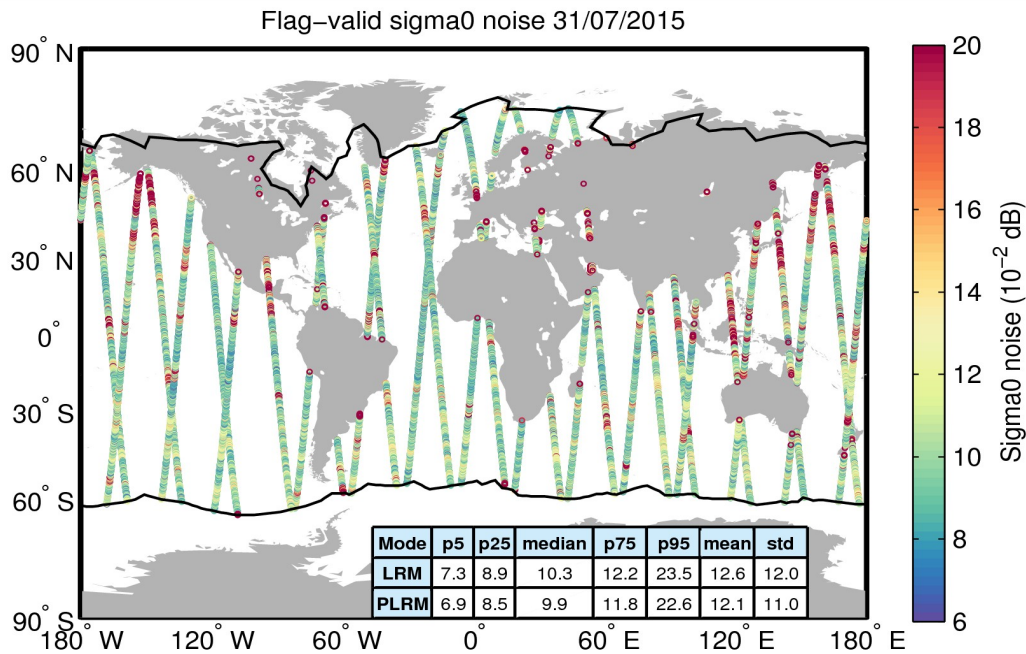 Flag−valid sigma0 noise 31/07/2015
90° N
60° N
30° N
0°
30° S
60° S
90° S
180° W
120° W
60° W
0°
60° E
120° E
180° E
Mode p5 p25 median p75 p95 mean std
LRM 7.3 8.9 10.3 12.2 23.5 12.6 12.0
PLRM 6.9 8.5 9.9 11.8 22.6 12.1 11.0
20
18
16
14
12
10
8
6
Sigma0 noise (10⁻² dB)